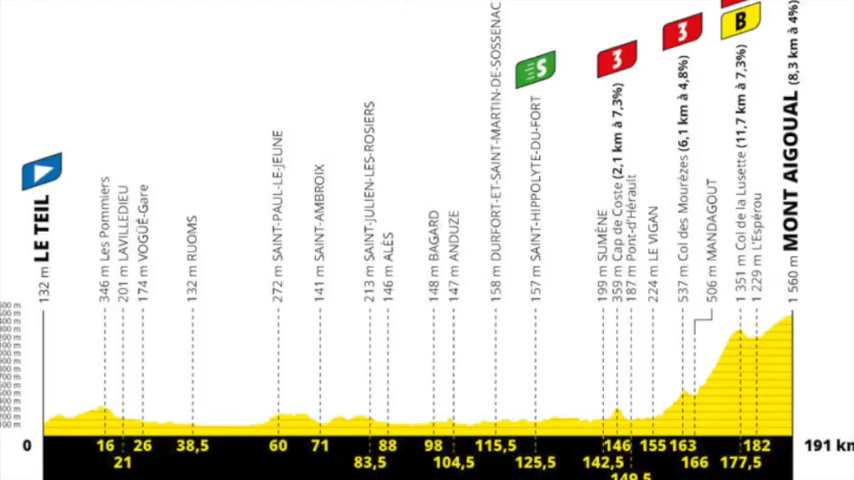 S
3
3
B
132 m LE TEIL
346 m Les Pommiers
201 m LAVILLEDIEU
174 m VOGÜÉ-Gare
132 m RUOMS
272 m SAINT-PAUL-LE-JEUNE
141 m SAINT-AMBROIX
213 m SAINT-JULIEN-LES-ROSIERS
146 m ALÈS
148 m BAGARD
147 m ANDUZE
158 m DURFORT-ET-SAINT-MARTIN-DE-SOSSENAC
157 m SAINT-HIPPOLYTE-DU-FORT
199 m SUMÈNE
359 m Cap de Coste (2,1 km à 7,3%)
187 m Pont-d'Hérault
224 m LE VIGAN
537 m Col des Mourèzes (6,1 km à 4,8%)
506 m MANDAGOUT
1 351 m Col de la Lusette (11,7 km à 7,3%)
1 229 m L'Espérou
1 560 m MONT AIGOUAL (8,3 km à 4%)
0 16 26 38,5 60 71 88 98 115,5 125,5 146 155 163 182 191 km
21 83,5 104,5 142,5 166 177,5
149,5